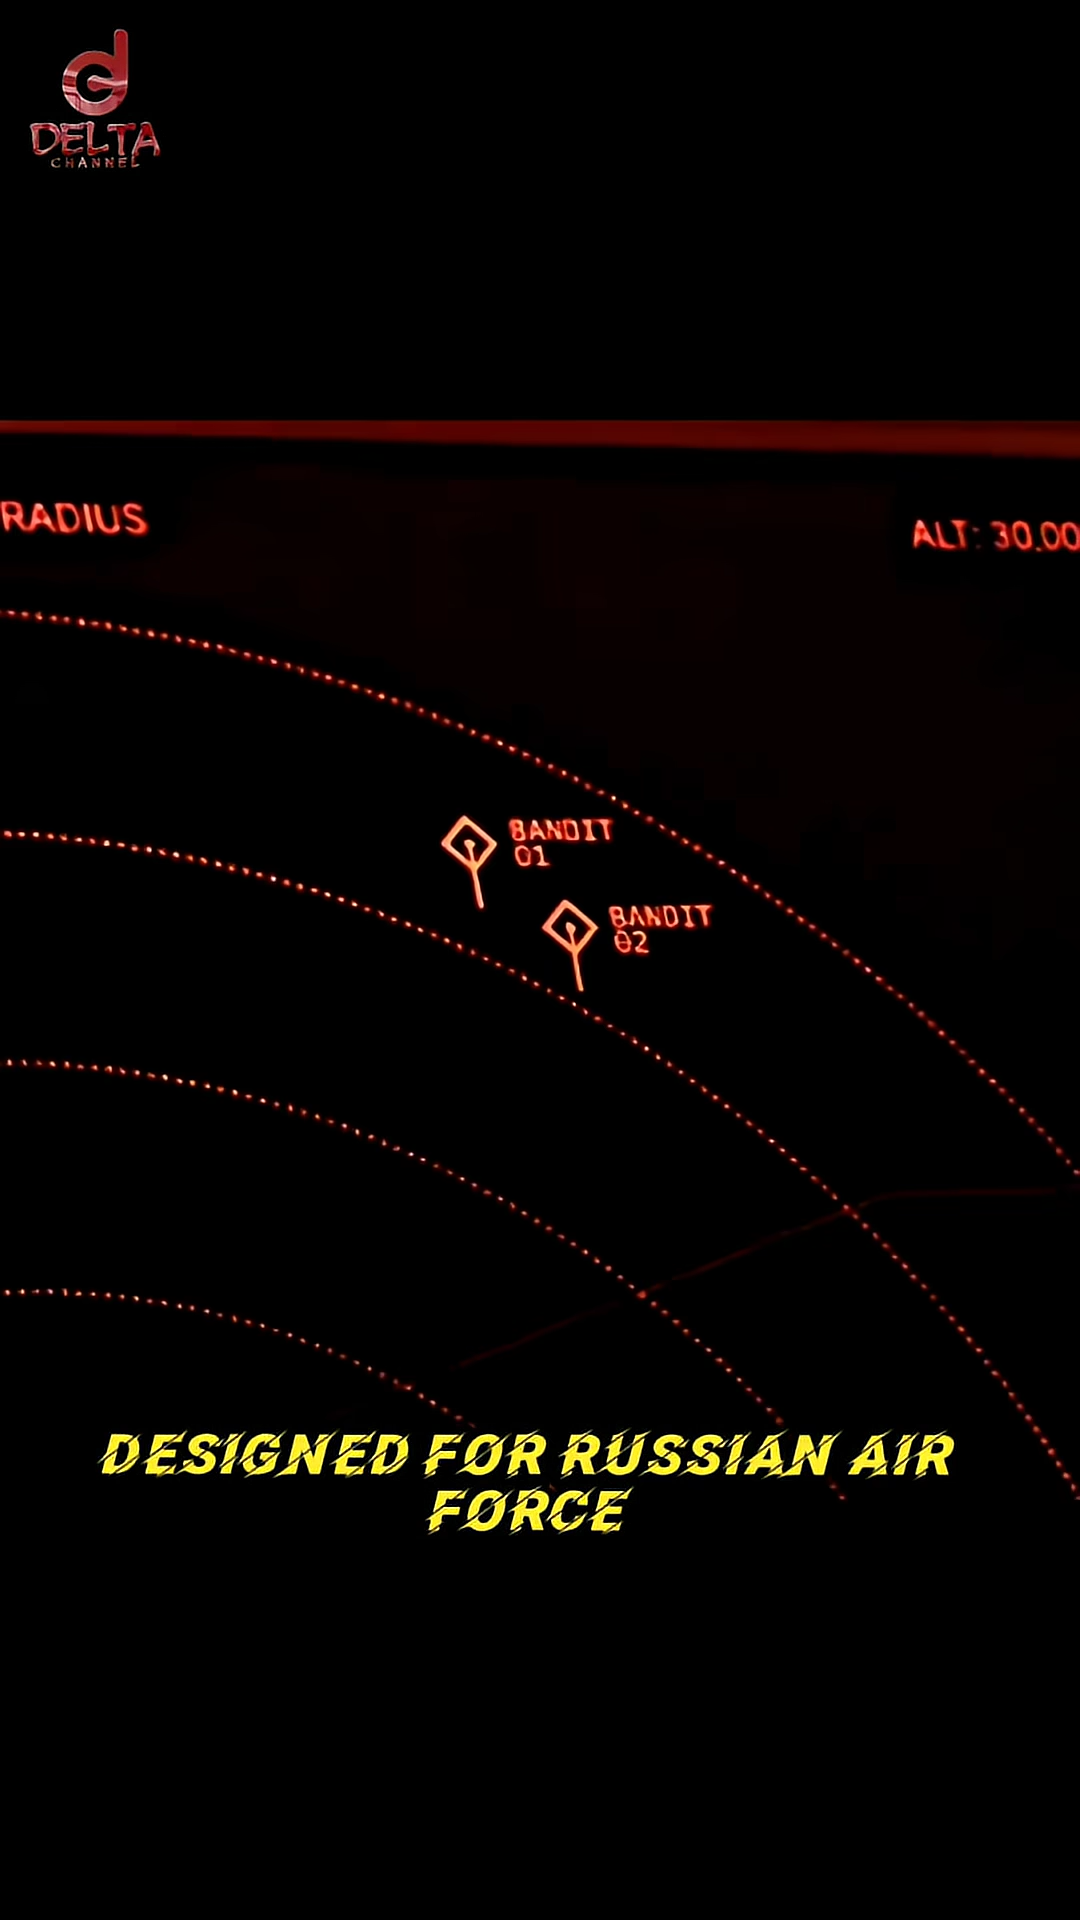 DELTA
CHANNEL
RADIUS
ALT: 30.00
BANDIT
01
BANDIT
02
DESIGNED FOR RUSSIAN AIR
FORCE